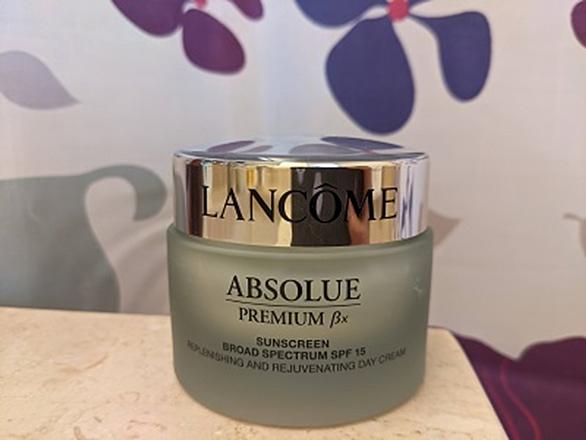 LANCÔME
ABSOLUE
PREMIUM βx
SUNSCREEN
BROAD SPECTRUM SPF 15
REPLENISHING AND REJUVENATING DAY CREAM